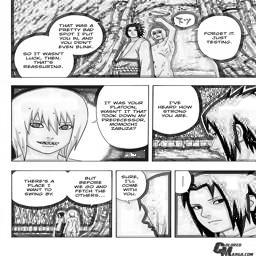 THAT WAS A
PRETTY BAD
SPOT I PUT
YOU IN, AND
YOU DIDN'T
EVEN BLINK.
SO IT WASN'T
LUCK, THEN.
THAT'S
REASSURING.
FORGET IT.
JUST
TESTING.
IT WAS YOUR
PLATOON,
WASN'T IT THAT
TOOK DOWN MY
PREDECESSOR,
MOMOCHI
ZABUZA?
I'VE
HEARD HOW
STRONG
YOU ARE.
THERE'S A
PLACE I
WANT TO
SWING BY.
BUT
BEFORE
WE GO AND
FETCH THE
OTHERS...
SURE,
I'LL
COME
WITH
YOU.
COLORED
MANGA.COM